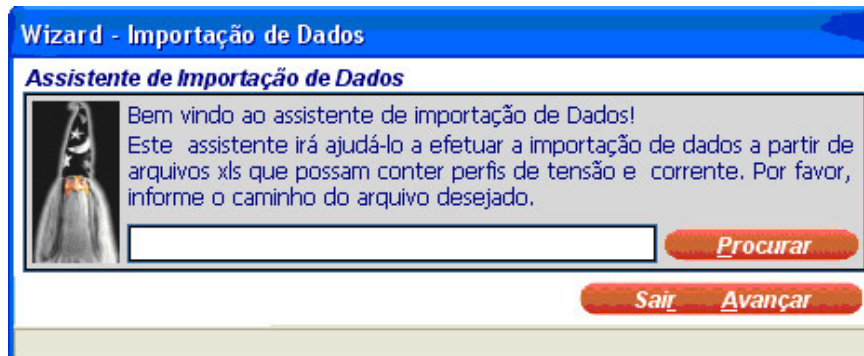 Wizard - Importação de Dados
Assistente de Importação de Dados
Bem vindo ao assistente de importação de Dados!
Este assistente irá ajudá-lo a efetuar a importação de dados a partir de
arquivos xls que possam conter perfis de tensão e corrente. Por favor,
informe o caminho do arquivo desejado.
Procurar
Sair Avançar